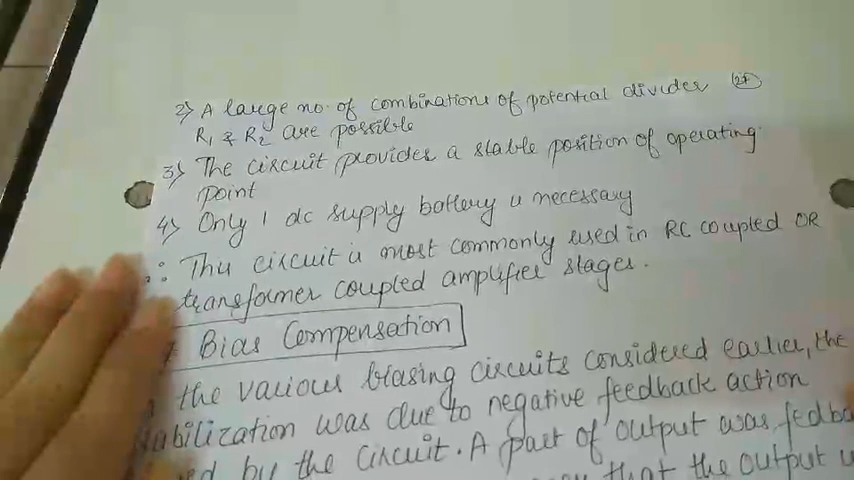 2) A large no. of combinations of potential divider
R1 & R2 are possible
3) The circuit provides a stable position of operating
point
4) Only 1 dc supply battery is necessary
∴ This circuit is most commonly used in RC coupled OR
transformer coupled amplifier stages.
Bias Compensation
the various biasing circuits considered earlier, the
stabilization was due to negative feedback action
by the circuit. A part of output was fedba
that the output